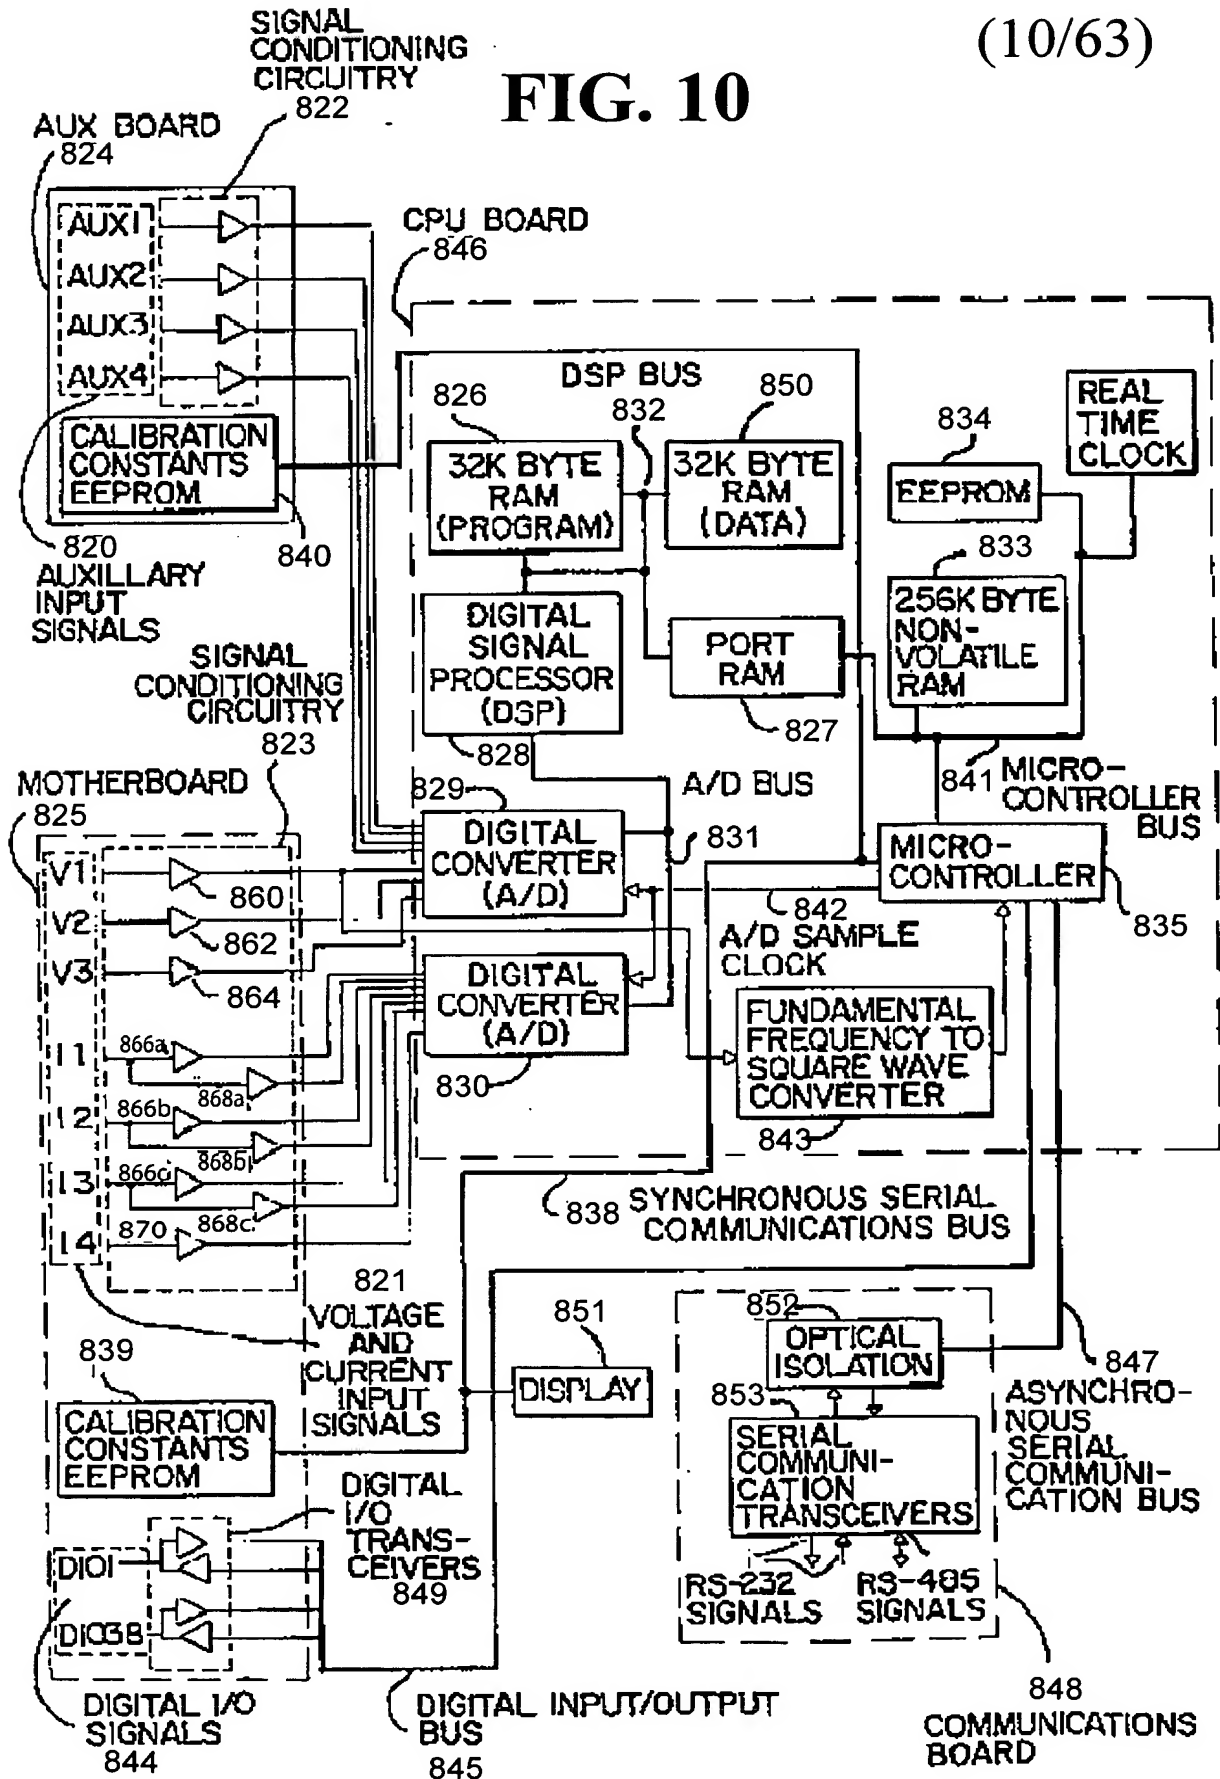 (10/63)
FIG. 10
SIGNAL
CONDITIONING
CIRCUITRY
822
AUX BOARD
824
AUX1
AUX2
AUX3
AUX4
CALIBRATION
CONSTANTS
EEPROM
820
AUXILLARY
INPUT
SIGNALS
840
CPU BOARD
846
DSP BUS
826
832
850
32K BYTE
RAM
(PROGRAM)
32K BYTE
RAM
(DATA)
834
EEPROM
REAL
TIME
CLOCK
833
256K BYTE
NON-
VOLATILE
RAM
DIGITAL
SIGNAL
PROCESSOR
(DSP)
828
PORT
RAM
827
841
MICRO-
CONTROLLER
BUS
SIGNAL
CONDITIONING
CIRCUITRY
823
MOTHERBOARD
825
829
DIGITAL
CONVERTER
(A/D)
A/D BUS
831
MICRO-
CONTROLLER
835
842
A/D SAMPLE
CLOCK
V1
860
V2
862
V3
864
DIGITAL
CONVERTER
(A/D)
830
FUNDAMENTAL
FREQUENCY TO
SQUARE WAVE
CONVERTER
843
I1
866a
868a
I2
866b
868b
I3
866c
868c
I4
870
838
SYNCHRONOUS SERIAL
COMMUNICATIONS BUS
821
VOLTAGE
AND
CURRENT
INPUT
SIGNALS
839
CALIBRATION
CONSTANTS
EEPROM
851
DISPLAY
852
OPTICAL
ISOLATION
853
SERIAL
COMMUNI-
CATION
TRANSCEIVERS
RS-232
SIGNALS
RS-485
SIGNALS
847
ASYNCHRO-
NOUS
SERIAL
COMMUNI-
CATION BUS
DIGITAL
I/O
TRANS-
CEIVERS
849
DIO1
DIO38
DIGITAL I/O
SIGNALS
844
DIGITAL INPUT/OUTPUT
BUS
845
848
COMMUNICATIONS
BOARD